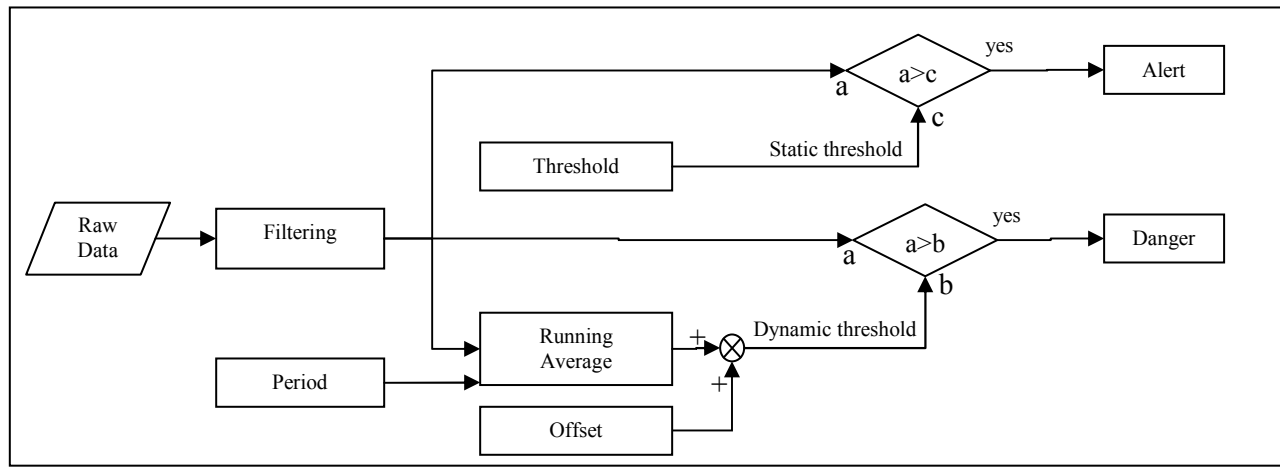 yes
a>c
Alert
a
c
Static threshold
Threshold
Raw
Data
Filtering
yes
a>b
Danger
a
b
Dynamic threshold
Running
Average
+
+
Period
Offset